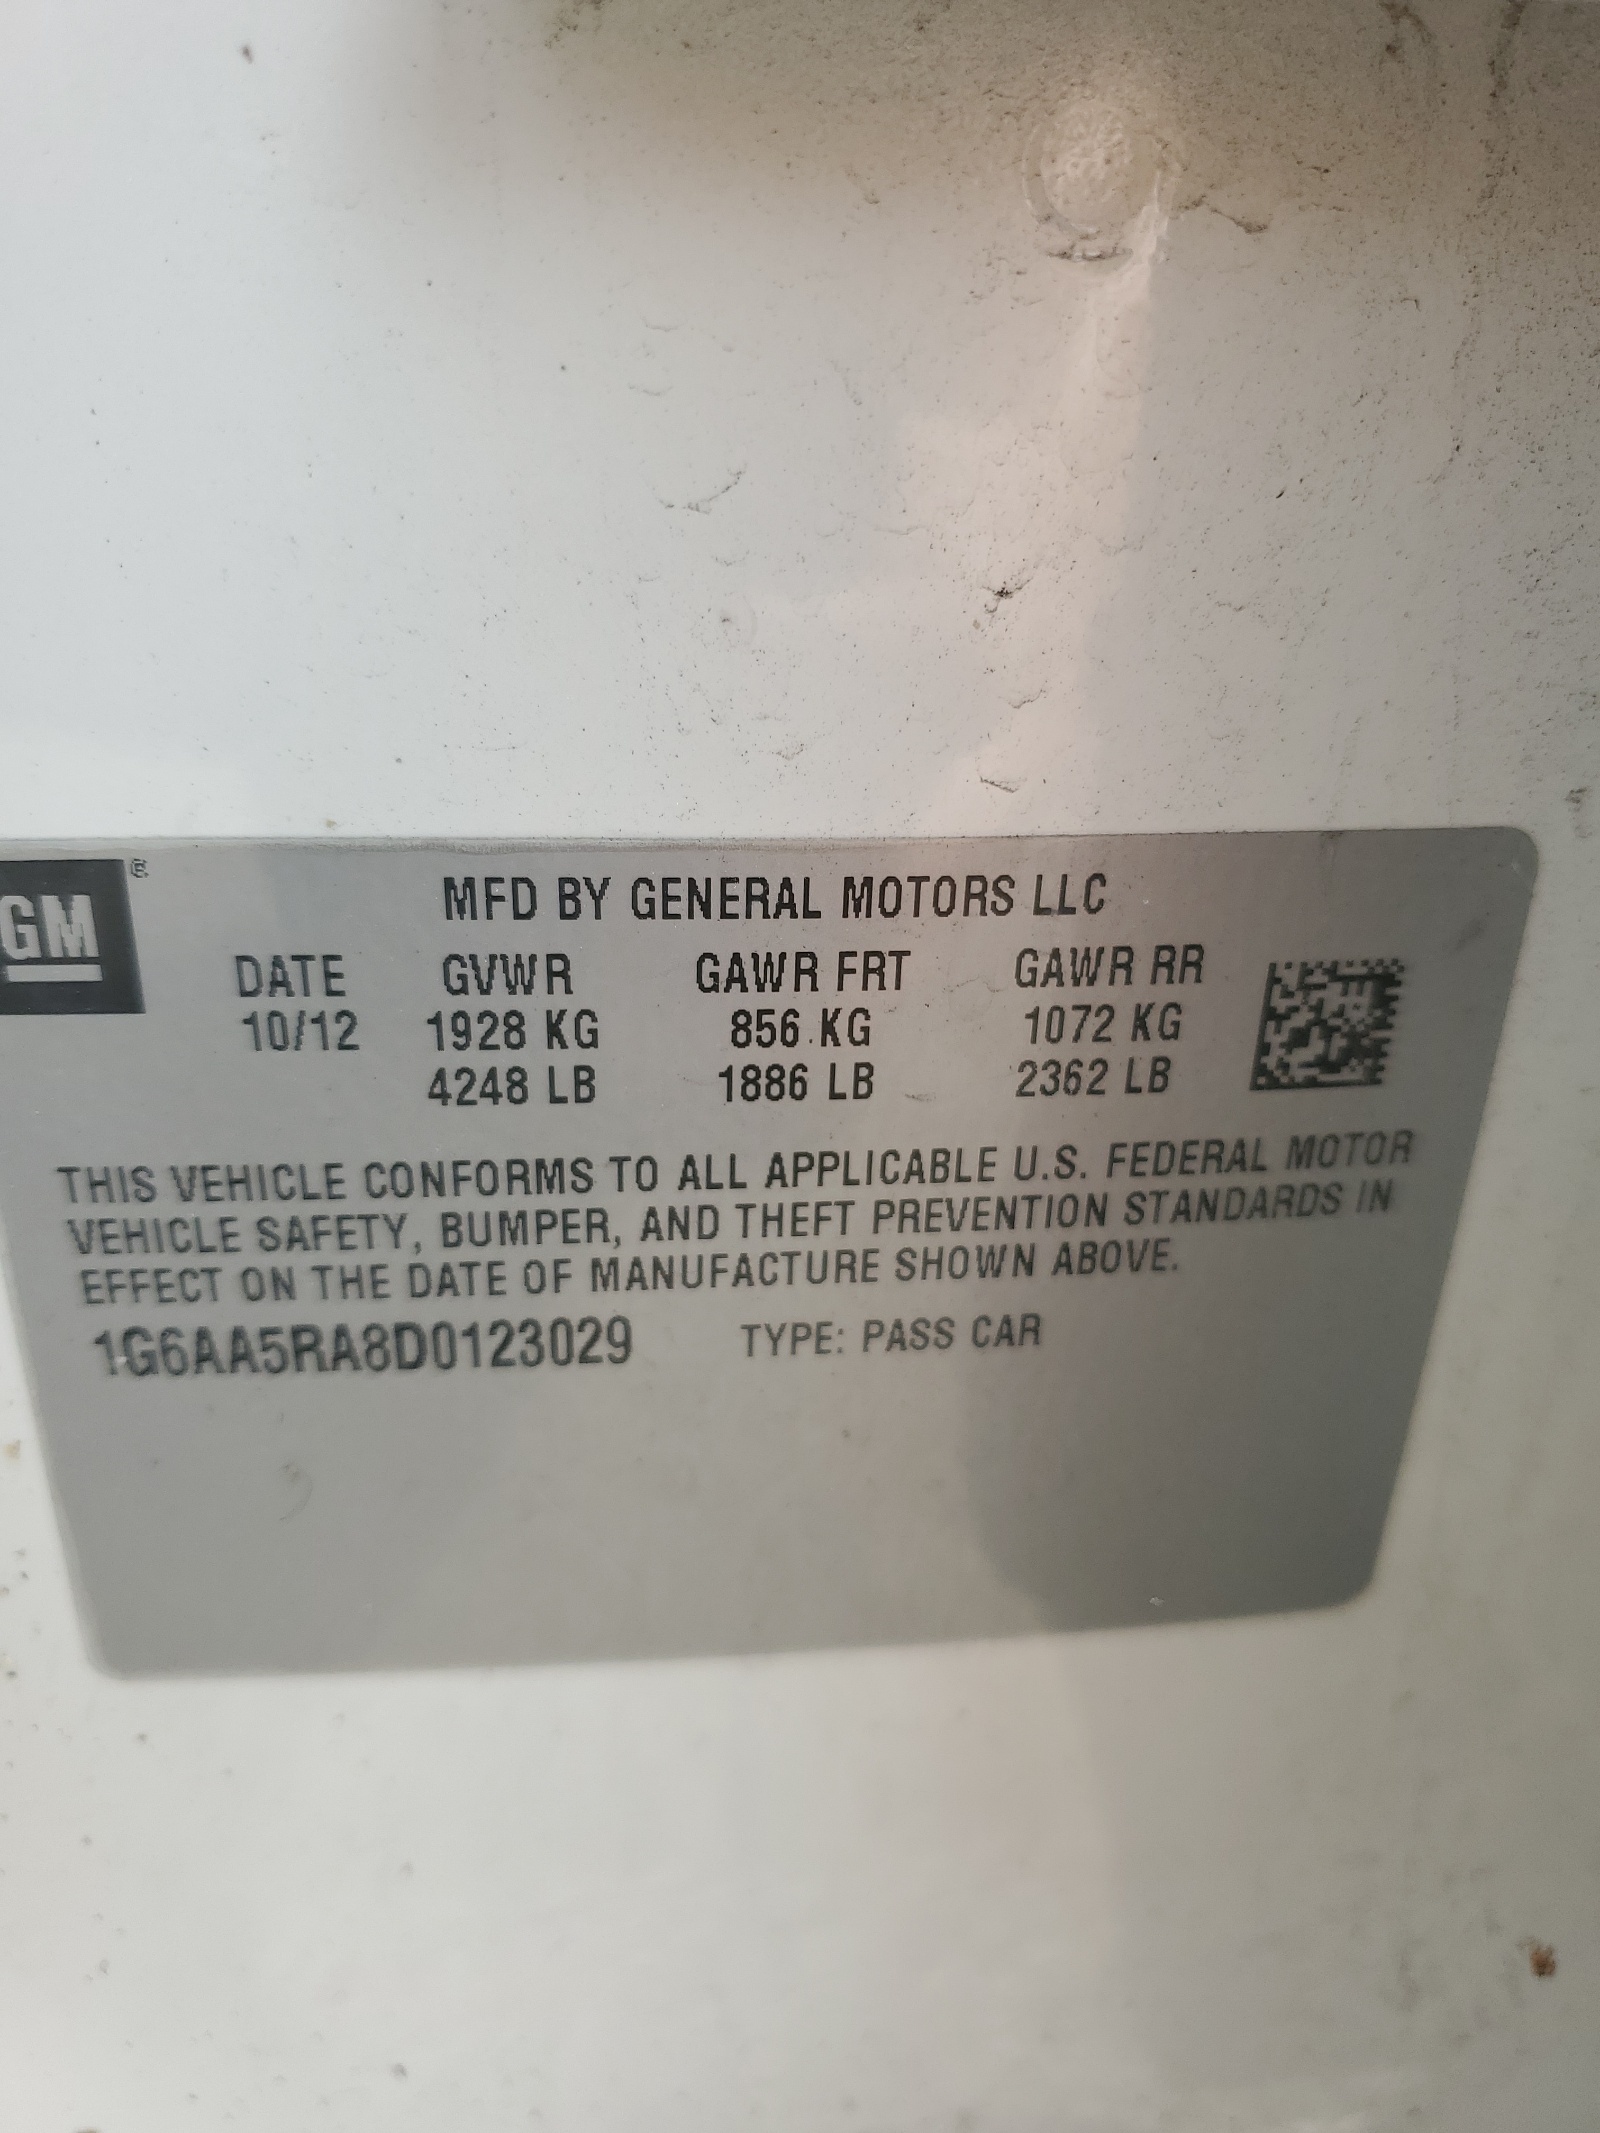 GM ®
MFD BY GENERAL MOTORS LLC
DATE GVWR GAWR FRT GAWR RR
10/12 1928 KG 856 KG 1072 KG
4248 LB 1886 LB 2362 LB
THIS VEHICLE CONFORMS TO ALL APPLICABLE U.S. FEDERAL MOTOR
VEHICLE SAFETY, BUMPER, AND THEFT PREVENTION STANDARDS IN
EFFECT ON THE DATE OF MANUFACTURE SHOWN ABOVE.
1G6AA5RA8D0123029 TYPE: PASS CAR